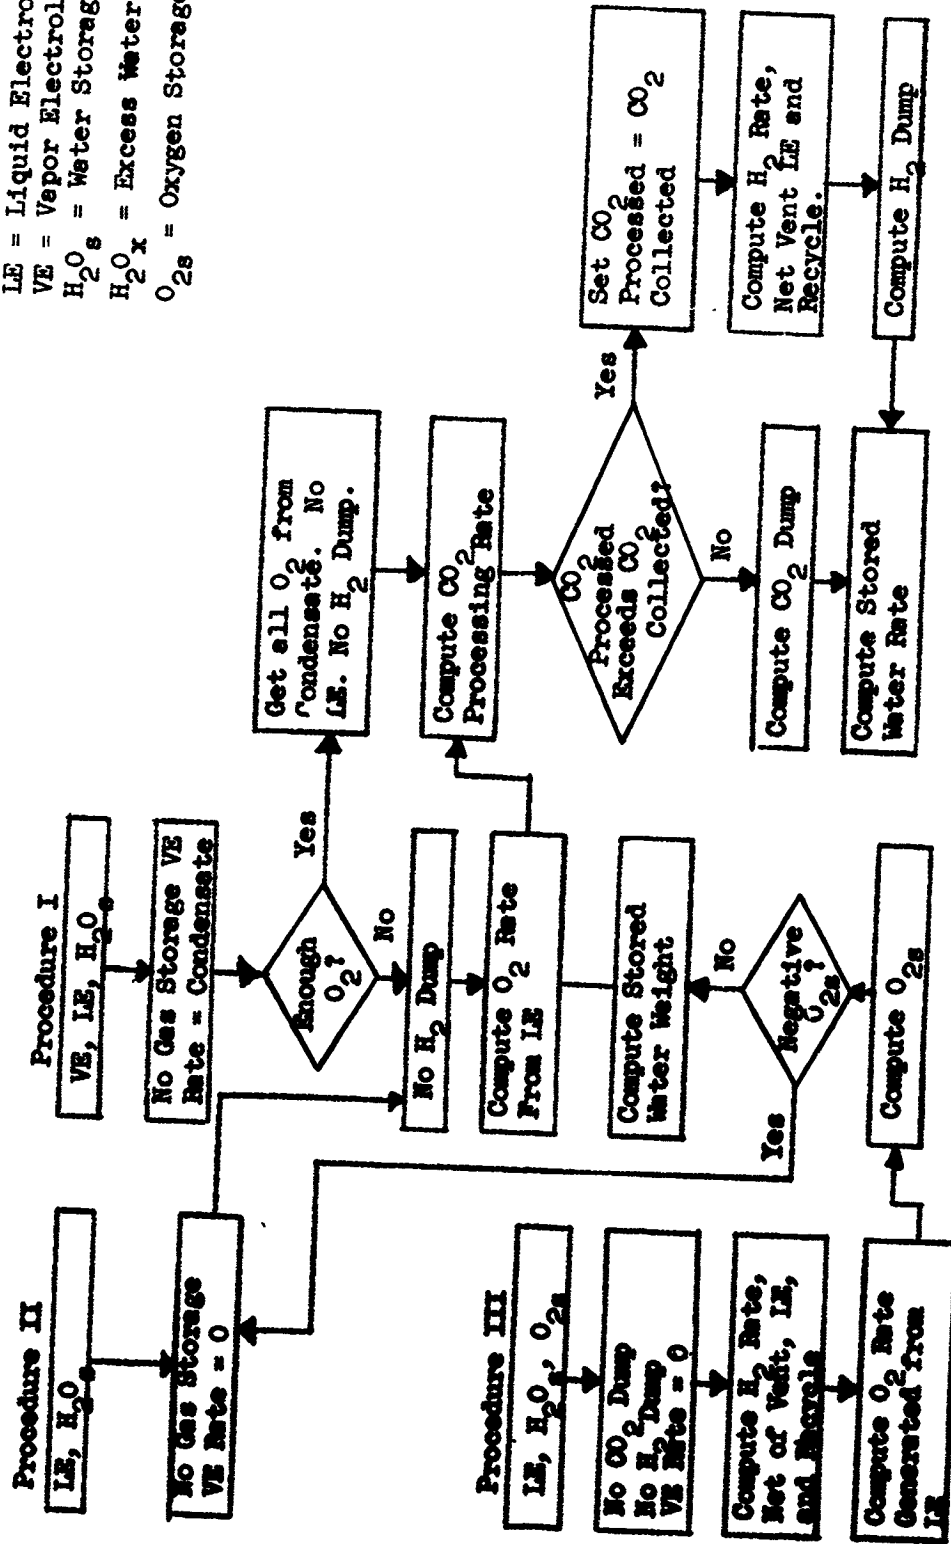 LE = Liquid Electro
VE = Vapor Electrol
H2Os = Water Storag
H2Ox = Excess Water
O2s = Oxygen Storage
Procedure I
VE, LE, H2Os
No Gas Storage VE
Rate = Condensate
Enough
O2?
Yes
No
Get all O2 from
Condensate. No
LE. No H2 Dump.
No H2 Dump
Compute O2 Rate
From LE
Compute CO2
Processing Rate
CO2
Processed
Exceeds CO2
Collected?
Yes
No
Set CO2
Processed = CO2
Collected
Compute H2 Rate,
Net Vent LE and
Recycle.
Compute H2 Dump
Compute CO2 Dump
Compute Stored
Water Rate
Procedure II
LE, H2Os
No Gas Storage
VE Rate = 0
Procedure III
LE, H2Os, O2s
No CO2 Dump
No H2 Dump
VE Rate = 0
Compute H2 Rate,
Net of Vent, LE,
and Recycle
Compute O2 Rate
Generated from
LE
Compute O2s
Negative
O2s?
Yes
No
Compute Stored
Water Weight